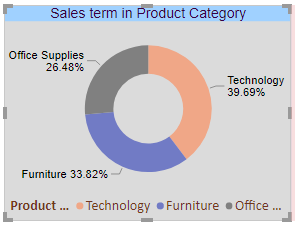 Sales term in Product Category
Office Supplies
26.48%
Technology
39.69%
Furniture 33.82%
Product ... Technology Furniture Office ...